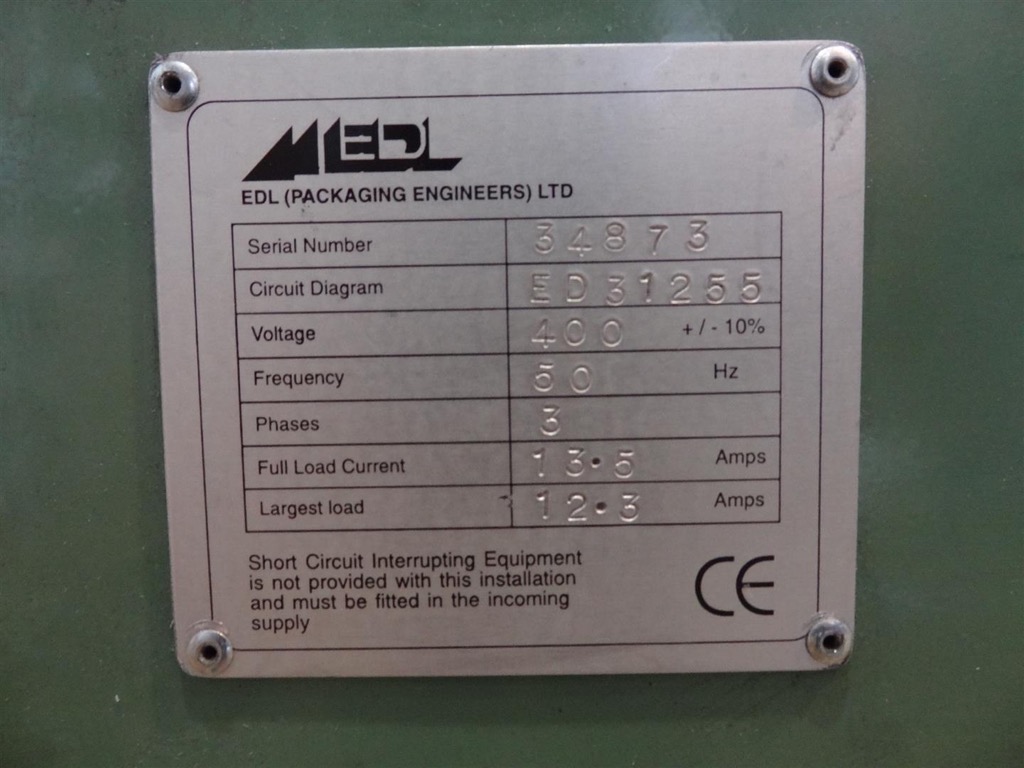 EDL
EDL (PACKAGING ENGINEERS) LTD
Serial Number 34873
Circuit Diagram ED31255
Voltage 400 +/- 10%
Frequency 50 Hz
Phases 3
Full Load Current 13.5 Amps
Largest load 12.3 Amps
Short Circuit Interrupting Equipment
is not provided with this installation
and must be fitted in the incoming
supply
CE